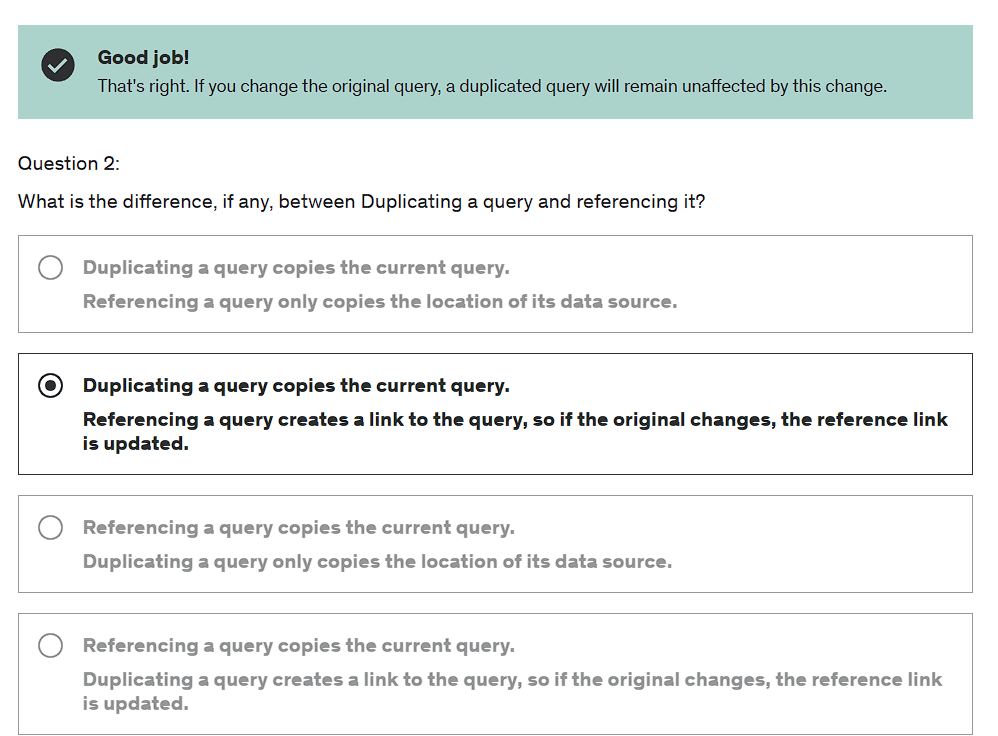 Good job!
That's right. If you change the original query, a duplicated query will remain unaffected by this change.
Question 2:
What is the difference, if any, between Duplicating a query and referencing it?
Duplicating a query copies the current query.
Referencing a query only copies the location of its data source.
Duplicating a query copies the current query.
Referencing a query creates a link to the query, so if the original changes, the reference link
is updated.
Referencing a query copies the current query.
Duplicating a query only copies the location of its data source.
Referencing a query copies the current query.
Duplicating a query creates a link to the query, so if the original changes, the reference link
is updated.